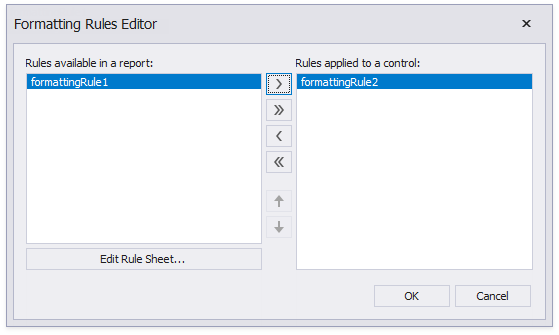 Formatting Rules Editor
Rules available in a report:
Rules applied to a control:
formattingRule1
formattingRule2
Edit Rule Sheet...
OK
Cancel